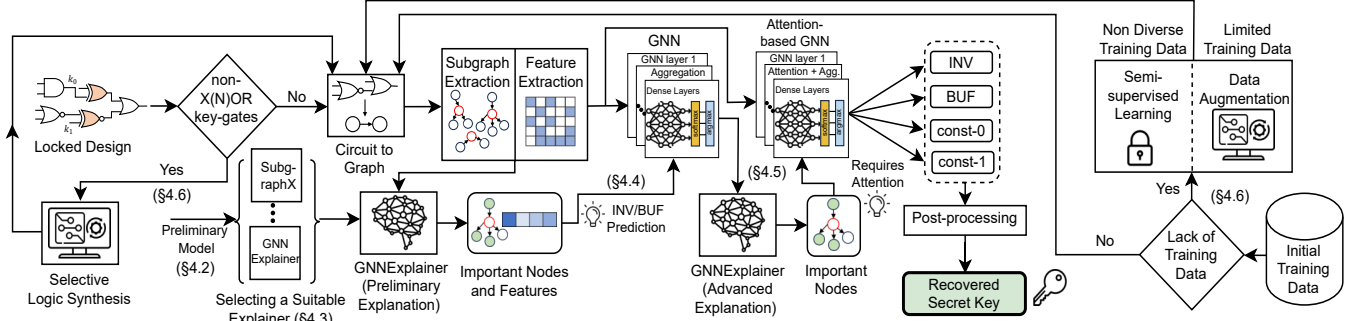 k0
k1
Locked Design
non-
X(N)OR
key-gates
No
Yes
(§4.6)
Selective
Logic Synthesis
Circuit to
Graph
Preliminary
Model
(§4.2)
Subg-
raphX
GNN
Explainer
Selecting a Suitable
Explainer (§4.3)
Subgraph
Extraction
Feature
Extraction
GNNExplainer
(Preliminary
Explanation)
Important Nodes
and Features
(§4.4)
INV/BUF
Prediction
GNN
GNN layer 1
Aggregation
Dense Layers
softmax
argmax
Attention-
based GNN
GNN layer 1
Attention + Agg.
Dense Layers
softmax
argmax
(§4.5)
Requires
Attention
GNNExplainer
(Advanced
Explanation)
Important
Nodes
INV
BUF
const-0
const-1
Post-processing
Recovered
Secret Key
Non Diverse
Training Data
Limited
Training Data
Semi-
supervised
Learning
Data
Augmentation
Yes
(§4.6)
No
Lack of
Training
Data
Initial
Training
Data